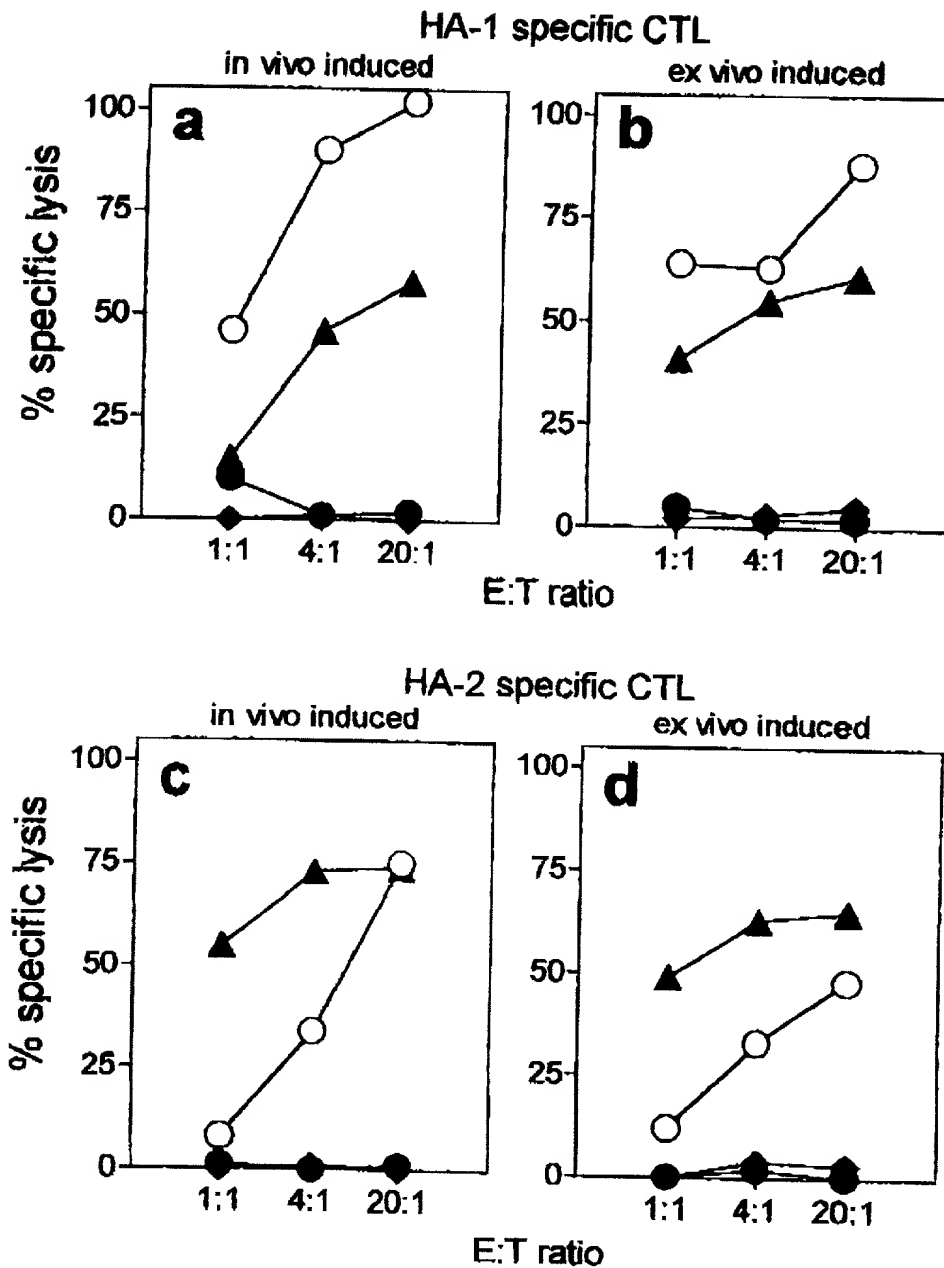 HA-1 specific CTL
in vivo induced
ex vivo induced
a
b
% specific lysis
100
75
50
25
0
100
75
50
25
0
1:1 4:1 20:1
1:1 4:1 20:1
E:T ratio
HA-2 specific CTL
in vivo induced
ex vivo induced
c
d
% specific lysis
100
75
50
25
0
100
75
50
25
0
1:1 4:1 20:1
1:1 4:1 20:1
E:T ratio